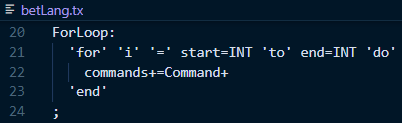 betLang.tx
20 ForLoop:
21 'for' 'i' '=' start=INT 'to' end=INT 'do'
22 commands+=Command+
23 'end'
24 ;